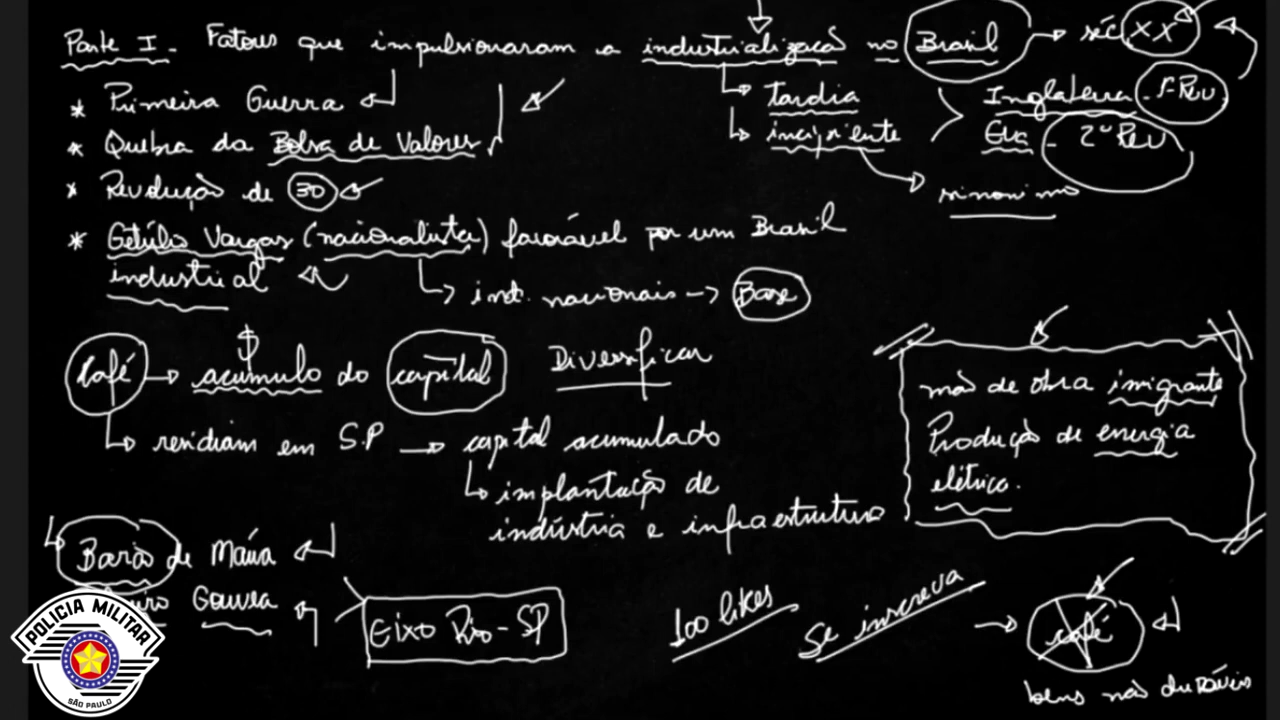 Parte I. Fatores que impulsionaram a industrialização no Brasil → séc XX
* Primeira Guerra
* Quebra da Bolsa de Valores
* Revolução de 30
* Getúlio Vargas (nacionalista) favorável por um Brasil
industrial
ind. nacionais → Base
tardia
incipiente
Inglaterra - 1ª Rev
Eua - 2ª Rev
sinonimo
Café → acumulo do capital
$
Diversificar
residiam em S.P → capital acumulado
implantação de
indústria e infraestrutura
mão de obra imigrante
Produção de energia
elétrica.
Barão de Mauá
Gouvea
Eixo Rio-SP
100 likes
Se inscreva
café
bens não duráveis
POLICIA MILITAR
SÃO PAULO